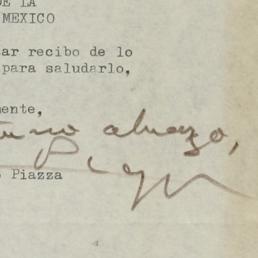 DE LA
MEXICO
ar recibo de lo
para saludarlo,
mente,
abrazo,
Piazza